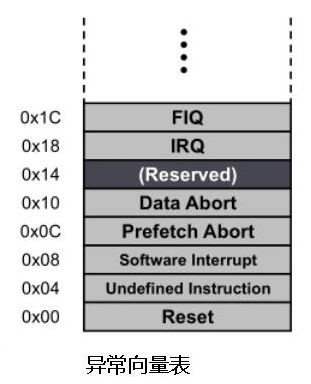 0x1C FIQ
0x18 IRQ
0x14 (Reserved)
0x10 Data Abort
0x0C Prefetch Abort
0x08 Software Interrupt
0x04 Undefined Instruction
0x00 Reset
异常向量表